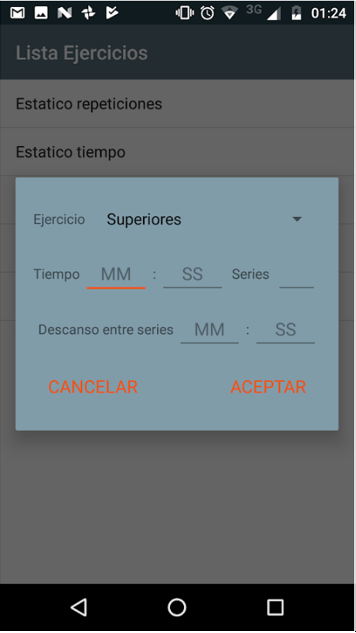 3G 01:24
Lista Ejercicios
Estatico repeticiones
Estatico tiempo
Ejercicio Superiores
Tiempo MM : SS Series
Descanso entre series MM : SS
CANCELAR ACEPTAR